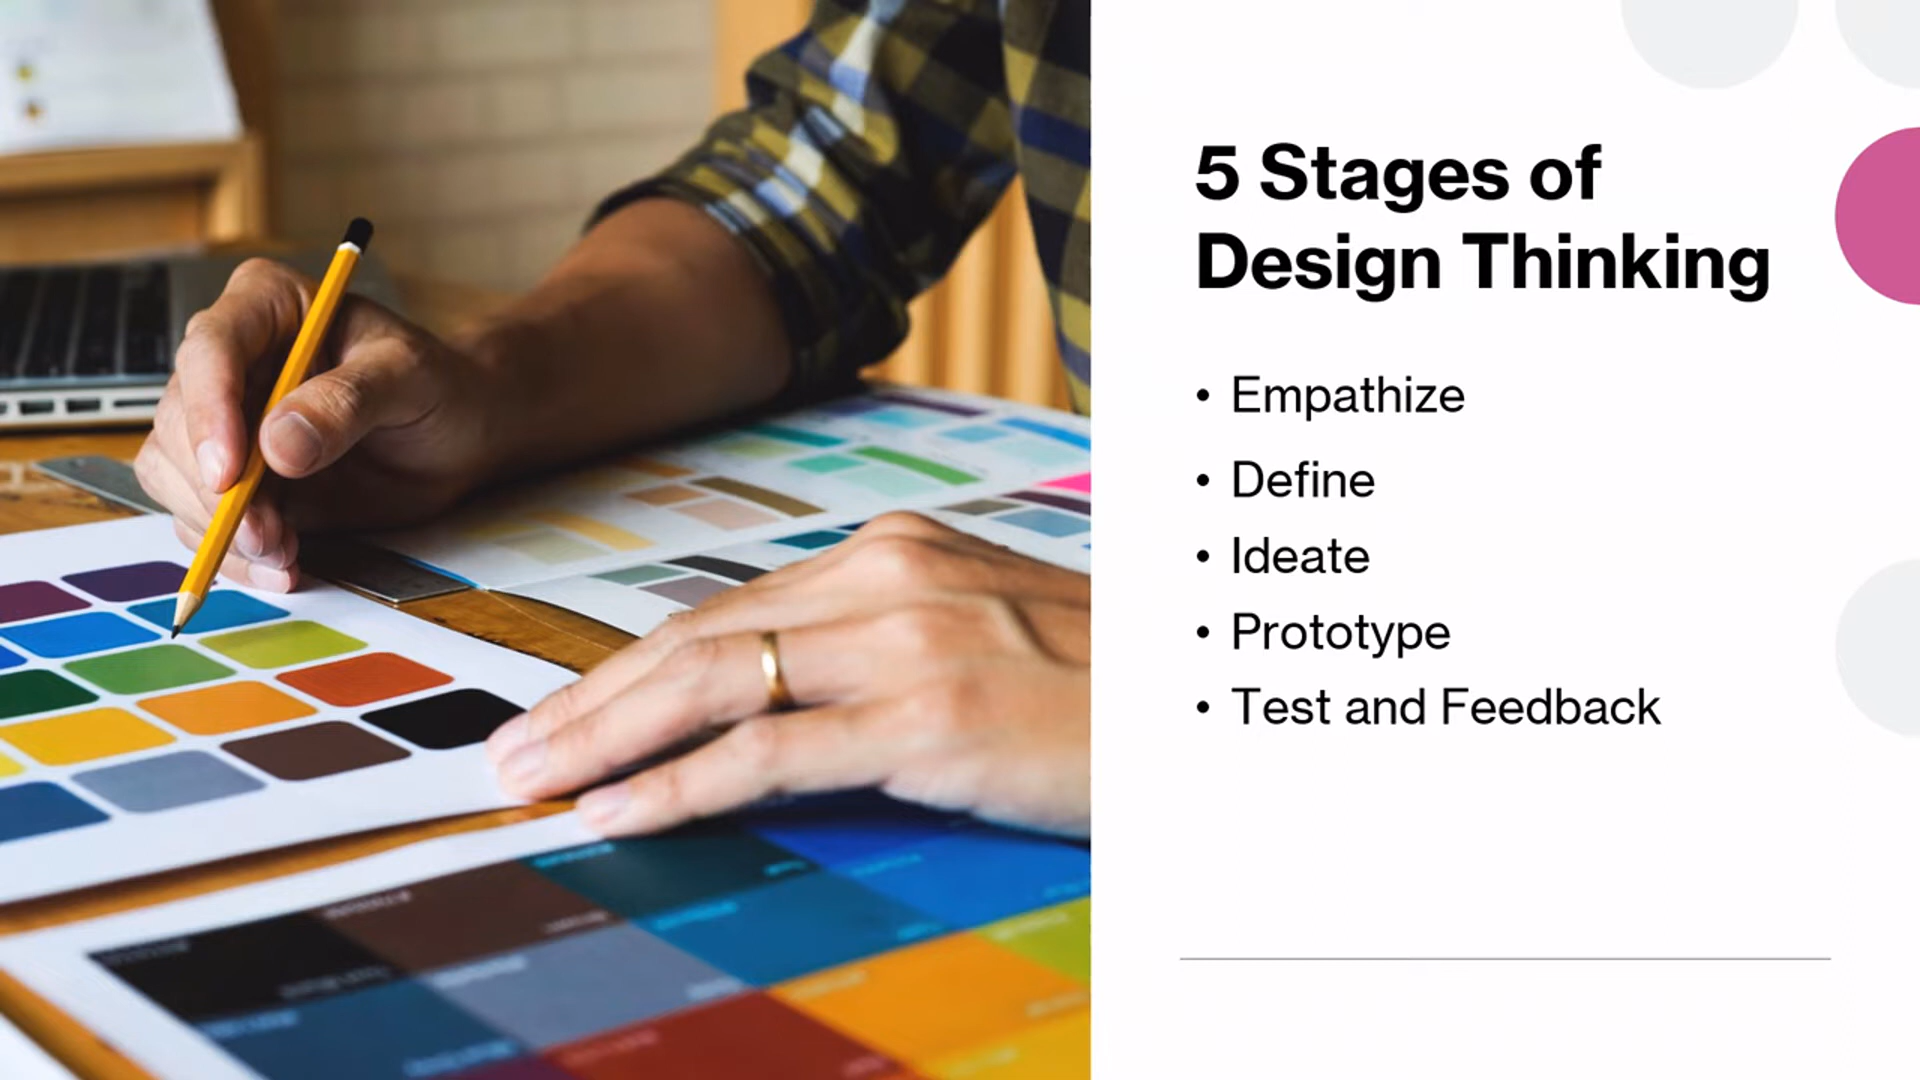 5 Stages of
Design Thinking
• Empathize
• Define
• Ideate
• Prototype
• Test and Feedback